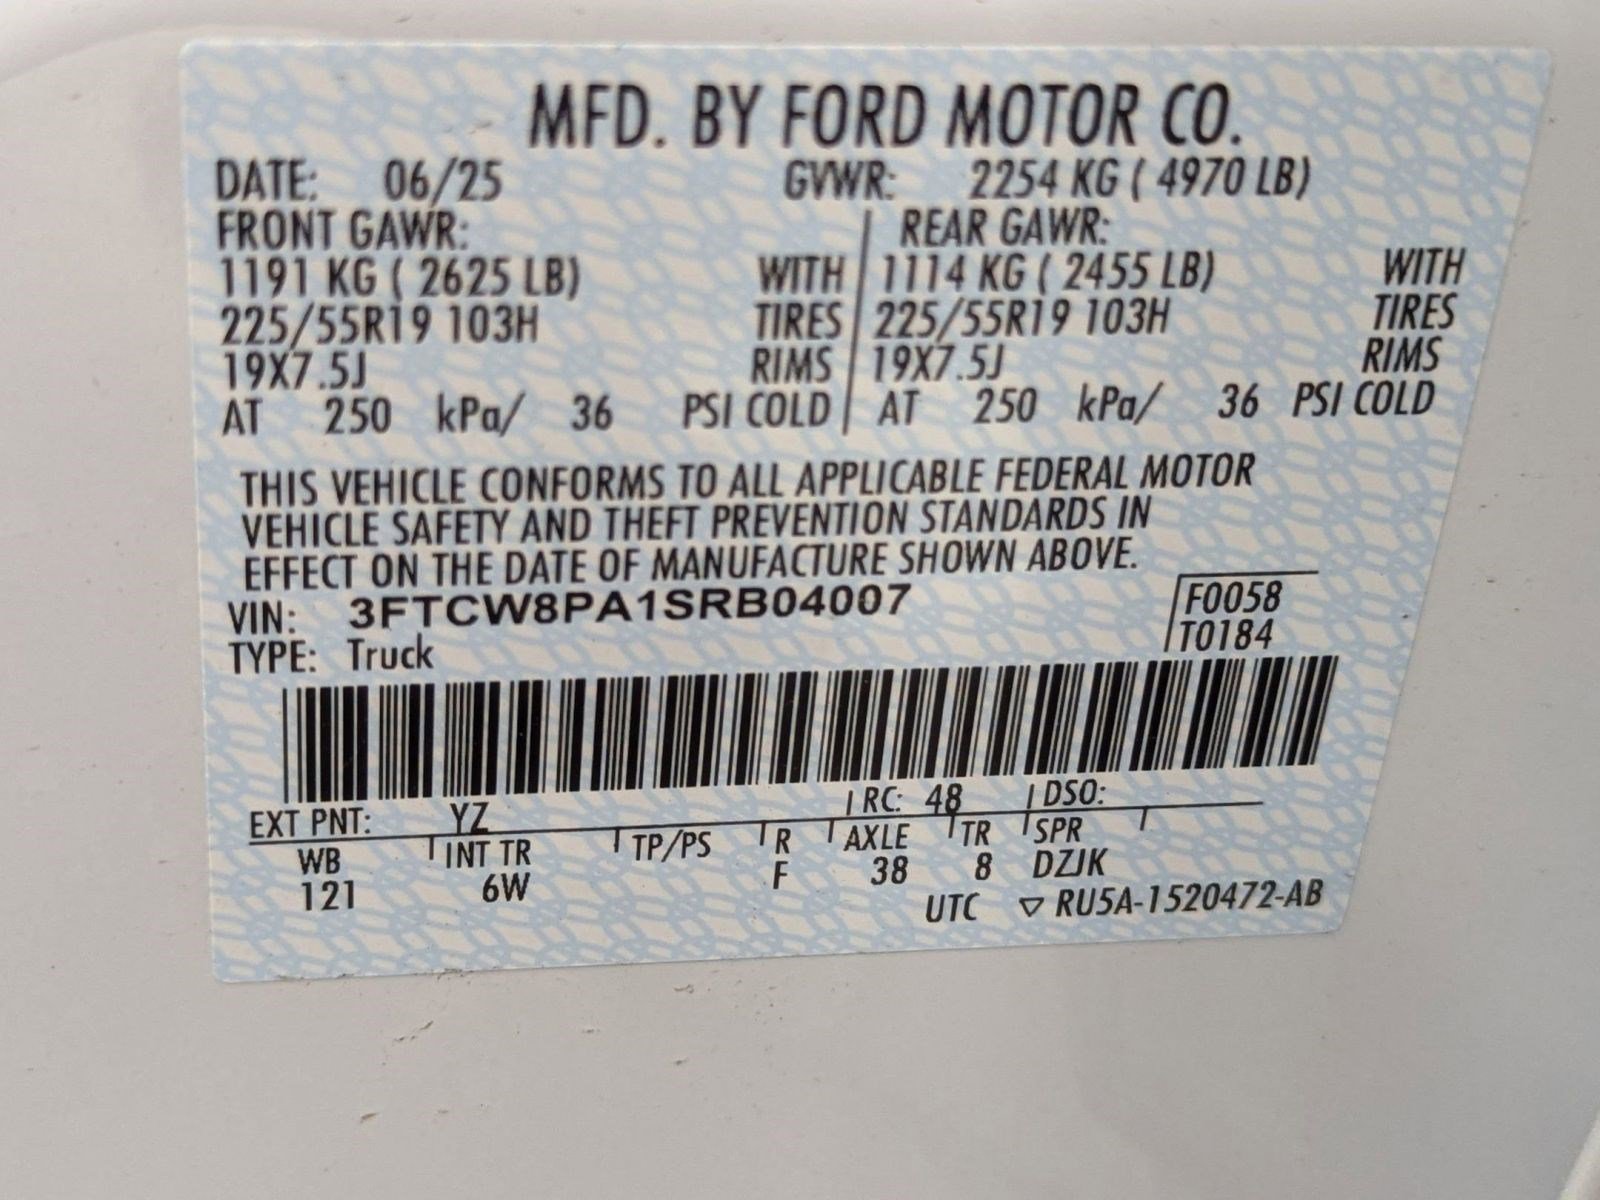 MFD. BY FORD MOTOR CO.
DATE: 06/25 GVWR: 2254 KG ( 4970 LB)
FRONT GAWR: REAR GAWR:
1191 KG ( 2625 LB) WITH 1114 KG ( 2455 LB) WITH
225/55R19 103H TIRES 225/55R19 103H TIRES
19X7.5J RIMS 19X7.5J RIMS
AT 250 kPa/ 36 PSI COLD AT 250 kPa/ 36 PSI COLD
THIS VEHICLE CONFORMS TO ALL APPLICABLE FEDERAL MOTOR
VEHICLE SAFETY AND THEFT PREVENTION STANDARDS IN
EFFECT ON THE DATE OF MANUFACTURE SHOWN ABOVE.
VIN: 3FTCW8PA1SRB04007 F0058
TYPE: Truck T0184
EXT PNT: YZ RC: 48 DSO:
WB INT TR TP/PS R AXLE TR SPR
121 6W F 38 8 DZJK
UTC ▽ RU5A-1520472-AB